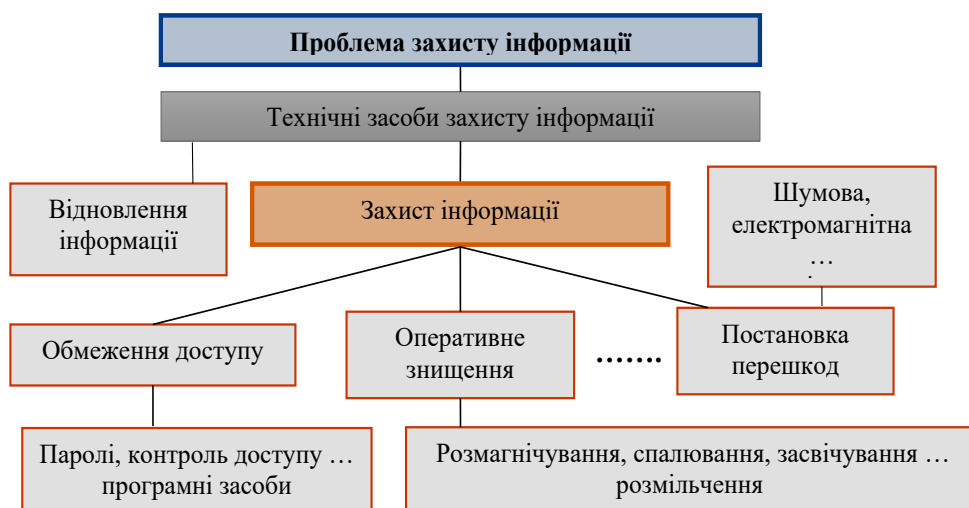 Проблема захисту інформації
Технічні засоби захисту інформації
Відновлення
інформації
Захист інформації
Шумова,
електромагнітна
…
.
Обмеження доступу
Оперативне
знищення
.......
Постановка
перешкод
Паролі, контроль доступу …
програмні засоби
Розмагнічування, спалювання, засвічування …
розмільчення